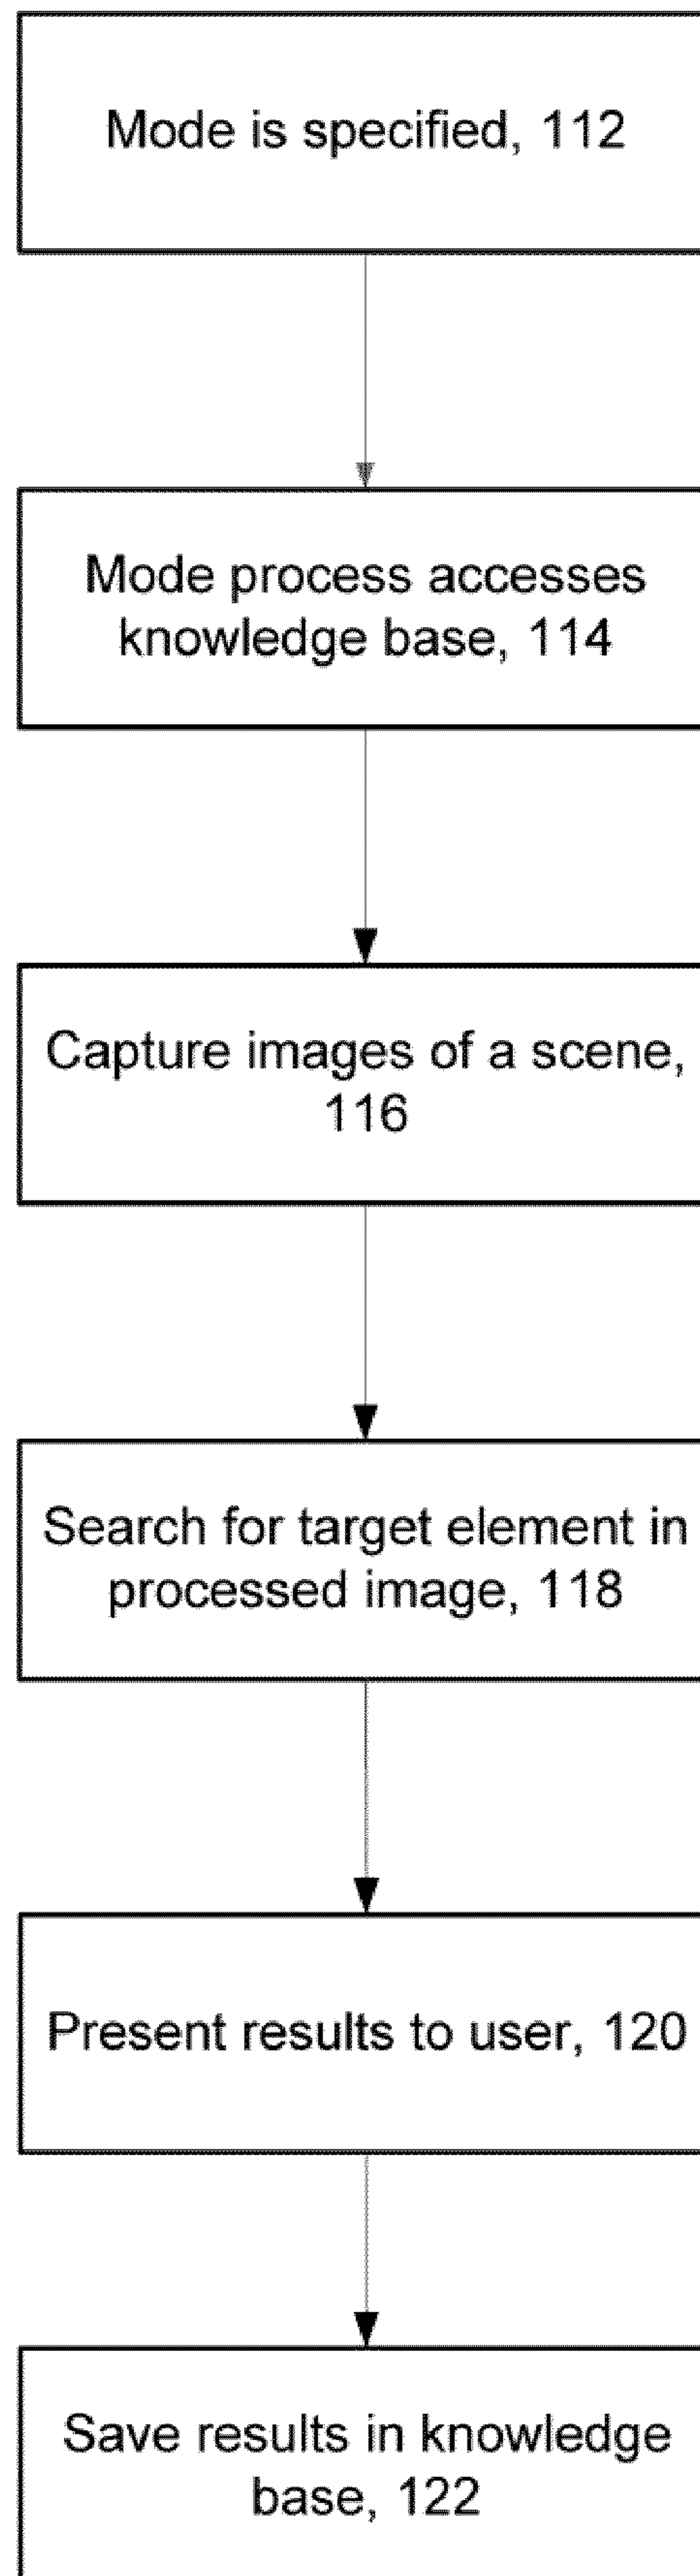 Mode is specified, 112
Mode process accesses
knowledge base, 114
Capture images of a scene,
116
Search for target element in
processed image, 118
Present results to user, 120
Save results in knowledge
base, 122